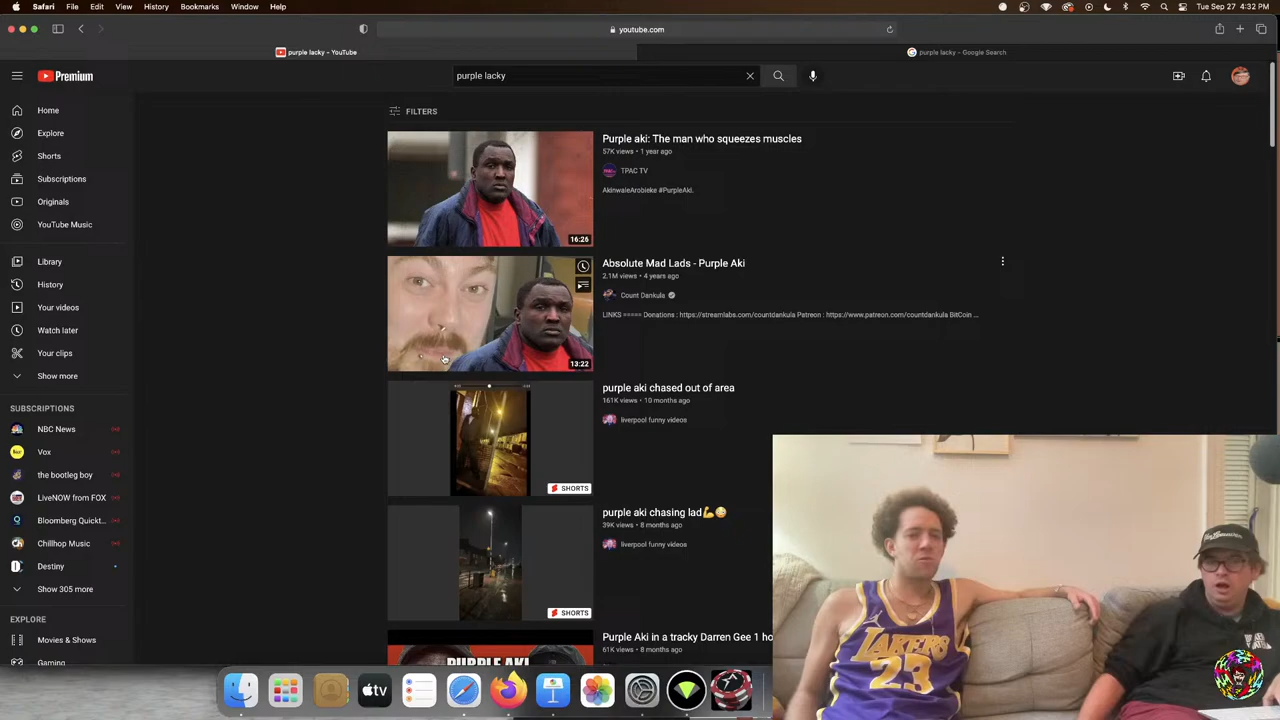 Safari File Edit View History Bookmarks Window Help
Tue Sep 27 4:32 PM
youtube.com
purple lacky - YouTube
purple lacky - Google Search
Premium
purple lacky
Home
Explore
Shorts
Subscriptions
Originals
YouTube Music
Library
History
Your videos
Watch later
Your clips
Show more
SUBSCRIPTIONS
NBC News
Vox
the bootleg boy
LiveNOW from FOX
Bloomberg Quickt...
Chillhop Music
Destiny
Show 305 more
EXPLORE
Movies & Shows
Gaming
FILTERS
16:26
Purple aki: The man who squeezes muscles
57K views • 1 year ago
TPAC TV
AkinwaleArobieke #PurpleAki.
13:22
Absolute Mad Lads - Purple Aki
2.1M views • 4 years ago
Count Dankula
LINKS ===== Donations : https://streamlabs.com/countdankula Patreon : https://www.patreon.com/countdankula BitCoin ...
SHORTS
purple aki chased out of area
161K views • 10 months ago
liverpool funny videos
SHORTS
purple aki chasing lad💪😳
39K views • 8 months ago
liverpool funny videos
PURPLE AKI
Purple Aki in a tracky Darren Gee 1 ho
61K views • 8 months ago
tv
LAKERS
23